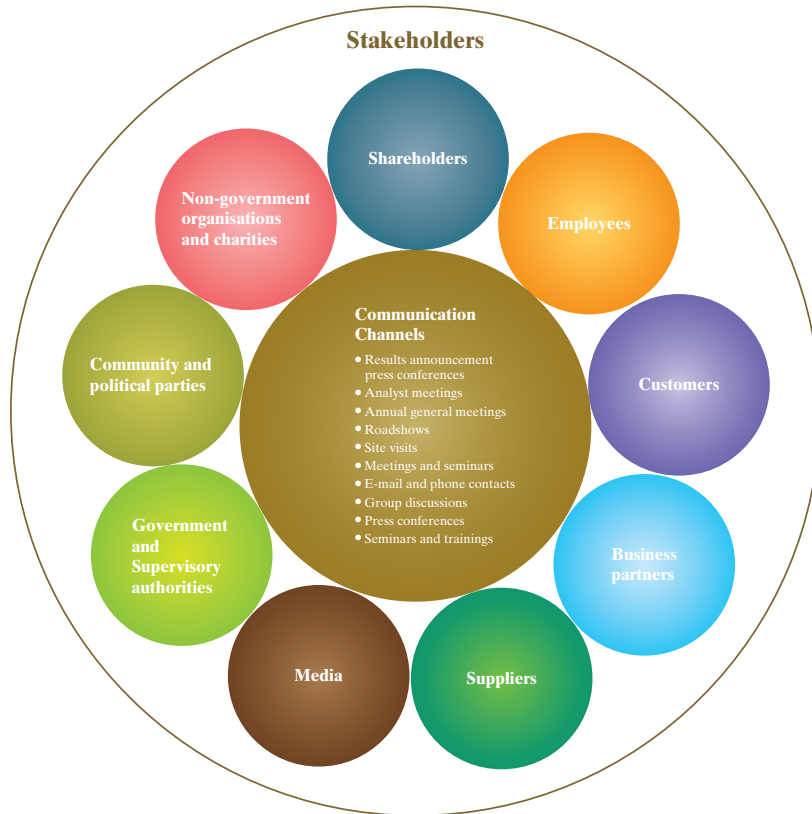 Stakeholders
Shareholders
Employees
Customers
Business
partners
Suppliers
Media
Government
and
Supervisory
authorities
Community and
political parties
Non-government
organisations
and charities
Communication
Channels
• Results announcement
press conferences
• Analyst meetings
• Annual general meetings
• Roadshows
• Site visits
• Meetings and seminars
• E-mail and phone contacts
• Group discussions
• Press conferences
• Seminars and trainings